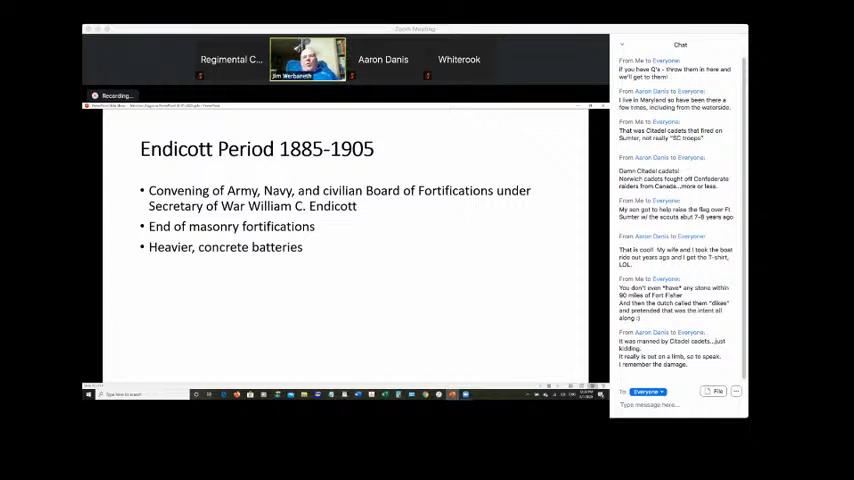 Zoom Meeting
Regimental C...
Jim Werbaneth
Aaron Danis
Whiterook
Recording...
Endicott Period 1885-1905
• Convening of Army, Navy, and civilian Board of Fortifications under
Secretary of War William C. Endicott
• End of masonry fortifications
• Heavier, concrete batteries
Type here to search
Chat
From Me to Everyone:
if you have Q's - throw them in here and
we'll get to them!
From Aaron Danis to Everyone:
I live in Maryland so have been there a
few times, including from the waterside.
From Me to Everyone:
That was Citadel cadets that fired on
Sumter, not really "SC troops"
From Aaron Danis to Everyone:
Damn Citadel cadets!
Norwich cadets fought off Confederate
raiders from Canada...more or less.
From Me to Everyone:
My son got to help raise the flag over Ft
Sumter w/ the scouts abut 7-8 years ago
From Aaron Danis to Everyone:
That is cool! My wife and I took the boat
ride out years ago and I get the T-shirt,
LOL.
From Me to Everyone:
You don't even *have* any stone within
90 miles of Fort Fisher
And then the dutch called them "dikes"
and pretended that was the intent all
along :)
From Aaron Danis to Everyone:
It was manned by Citadel cadets...just
kidding.
It really is out on a limb, so to speak.
I remember the damage.
To: Everyone
File
Type message here...